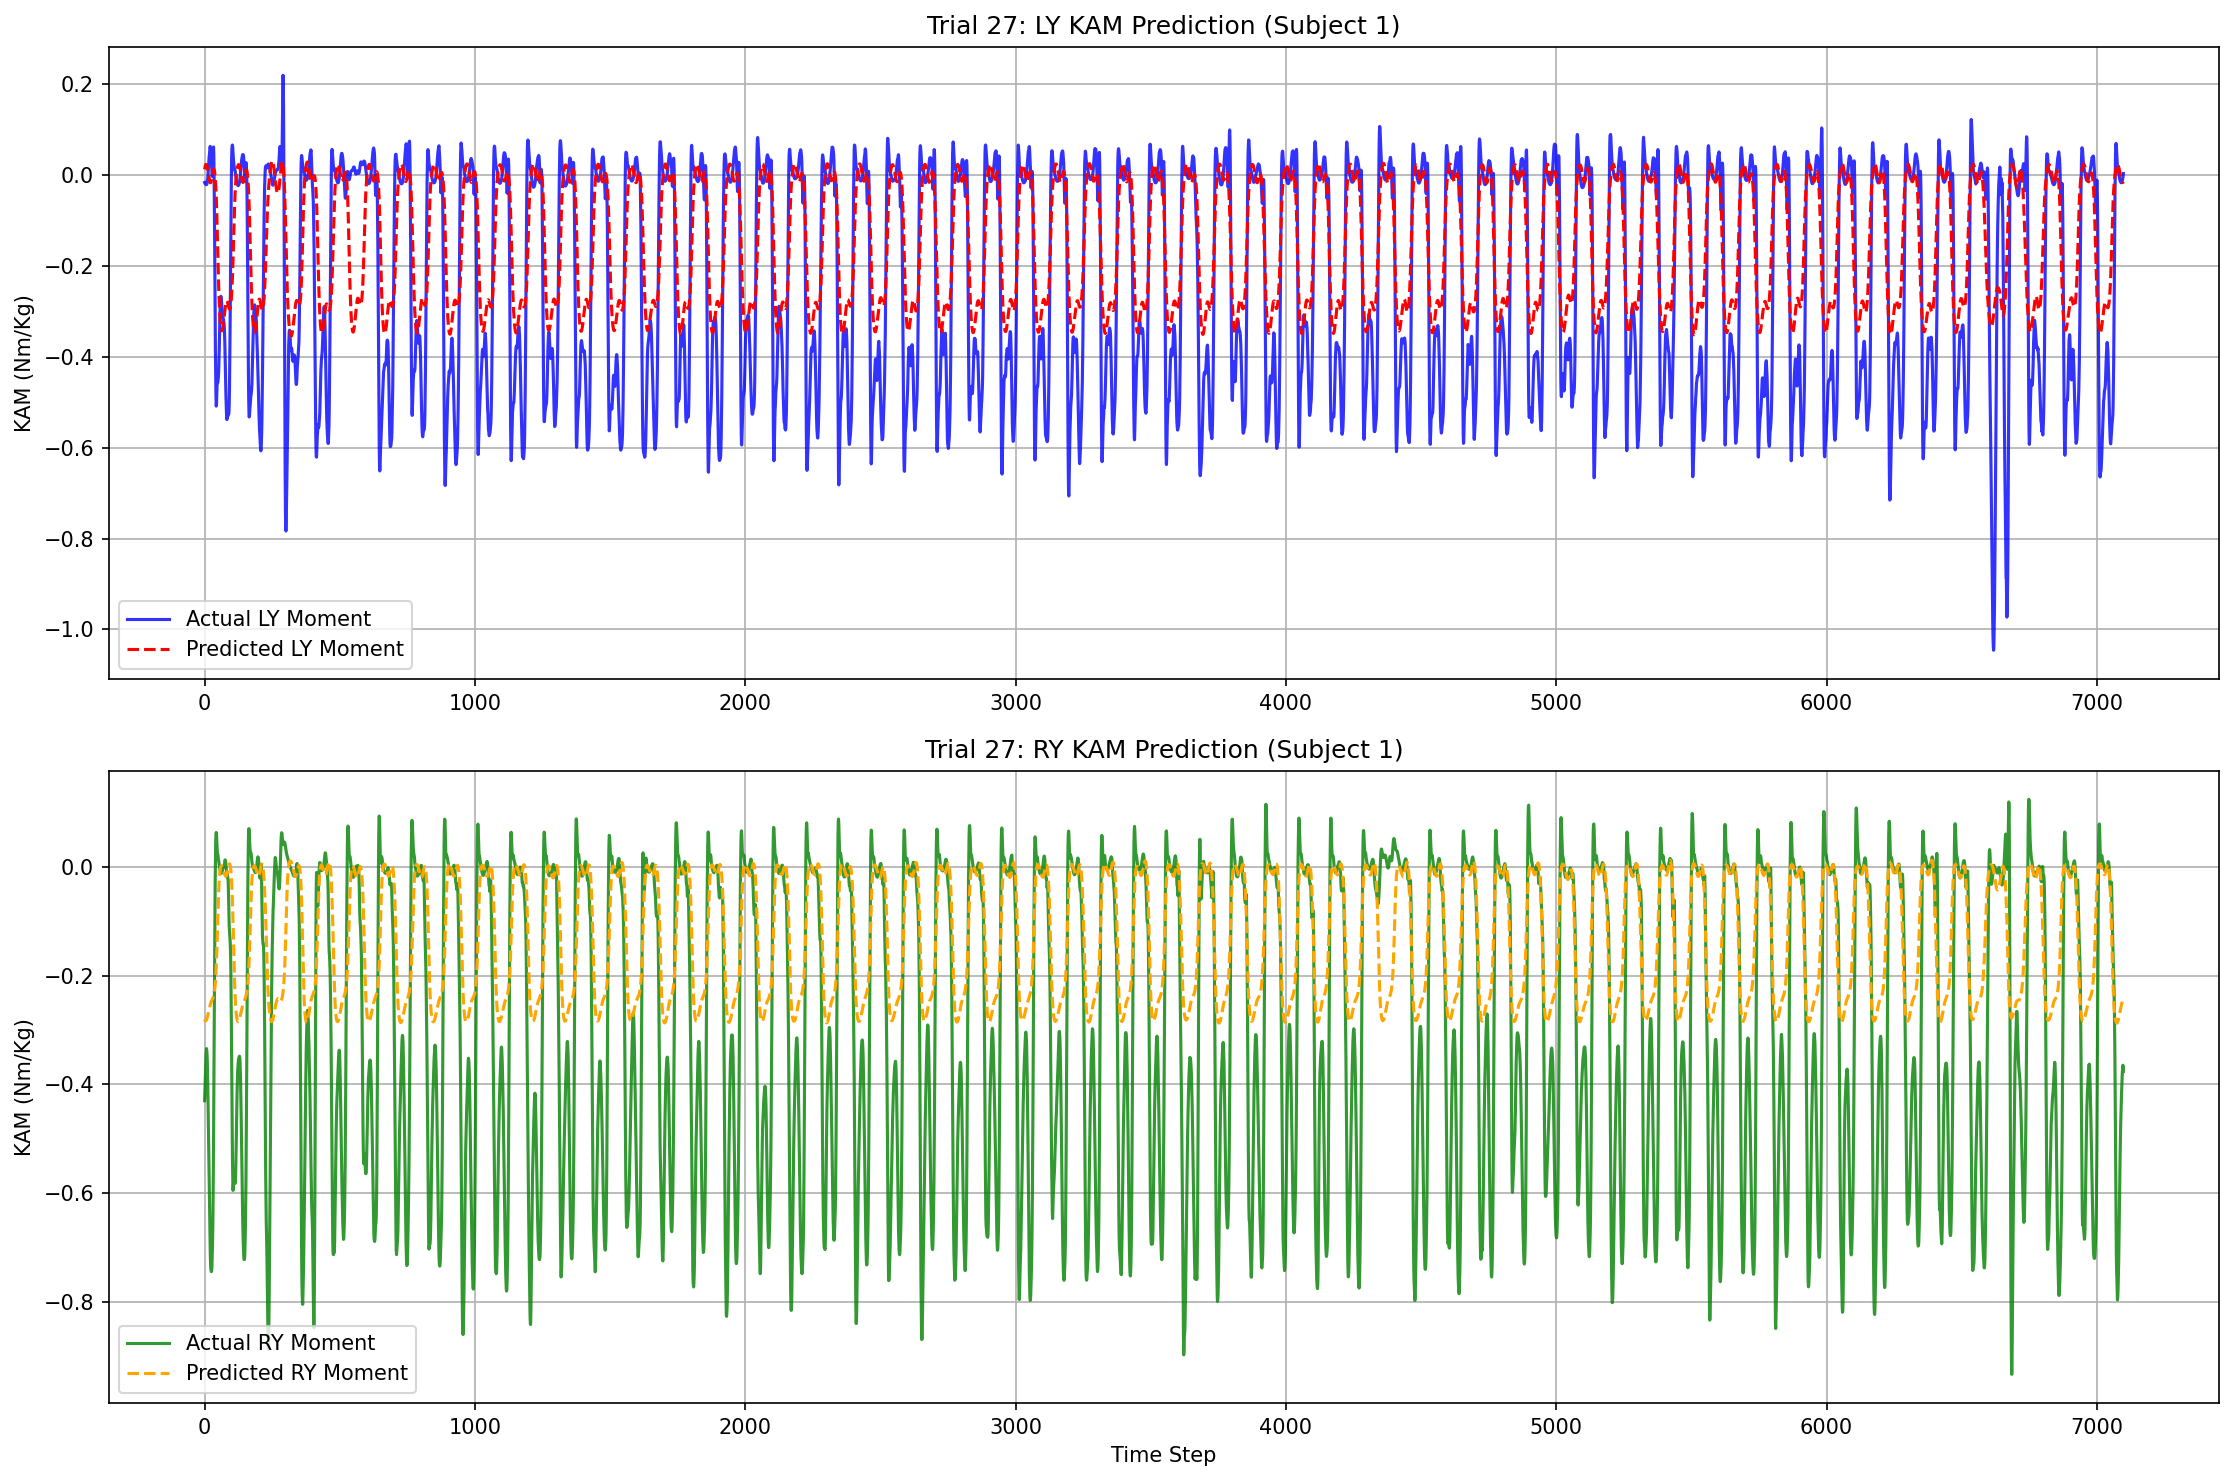 Trial 27: LY KAM Prediction (Subject 1)
KAM (Nm/Kg)
0.2
0.0
−0.2
−0.4
−0.6
−0.8
−1.0
Actual LY Moment
Predicted LY Moment
0 1000 2000 3000 4000 5000 6000 7000
Trial 27: RY KAM Prediction (Subject 1)
KAM (Nm/Kg)
0.0
−0.2
−0.4
−0.6
−0.8
Actual RY Moment
Predicted RY Moment
0 1000 2000 3000 4000 5000 6000 7000
Time Step